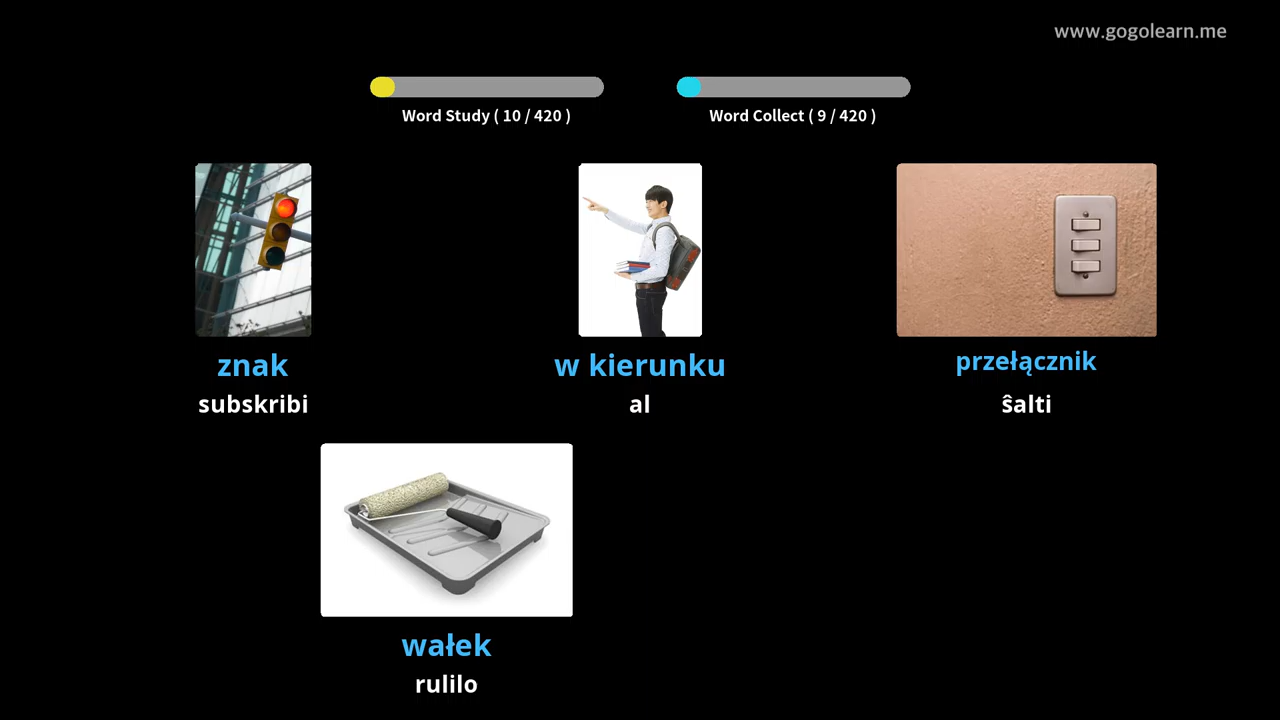 www.gogolearn.me
Word Study ( 10 / 420 )
Word Collect ( 9 / 420 )
znak
subskribi
w kierunku
al
przełącznik
ŝalti
wałek
rulilo